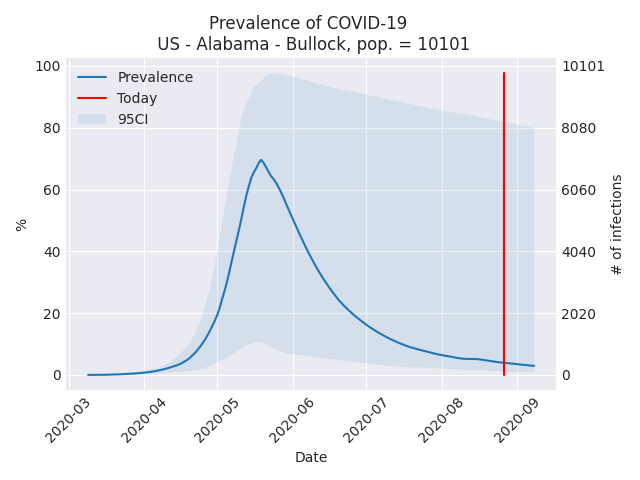 Prevalence of COVID-19
US - Alabama - Bullock, pop. = 10101
Prevalence
Today
95CI
100
80
60
40
20
0
%
10101
8080
6060
4040
2020
0
# of infections
2020-03
2020-04
2020-05
2020-06
2020-07
2020-08
2020-09
Date